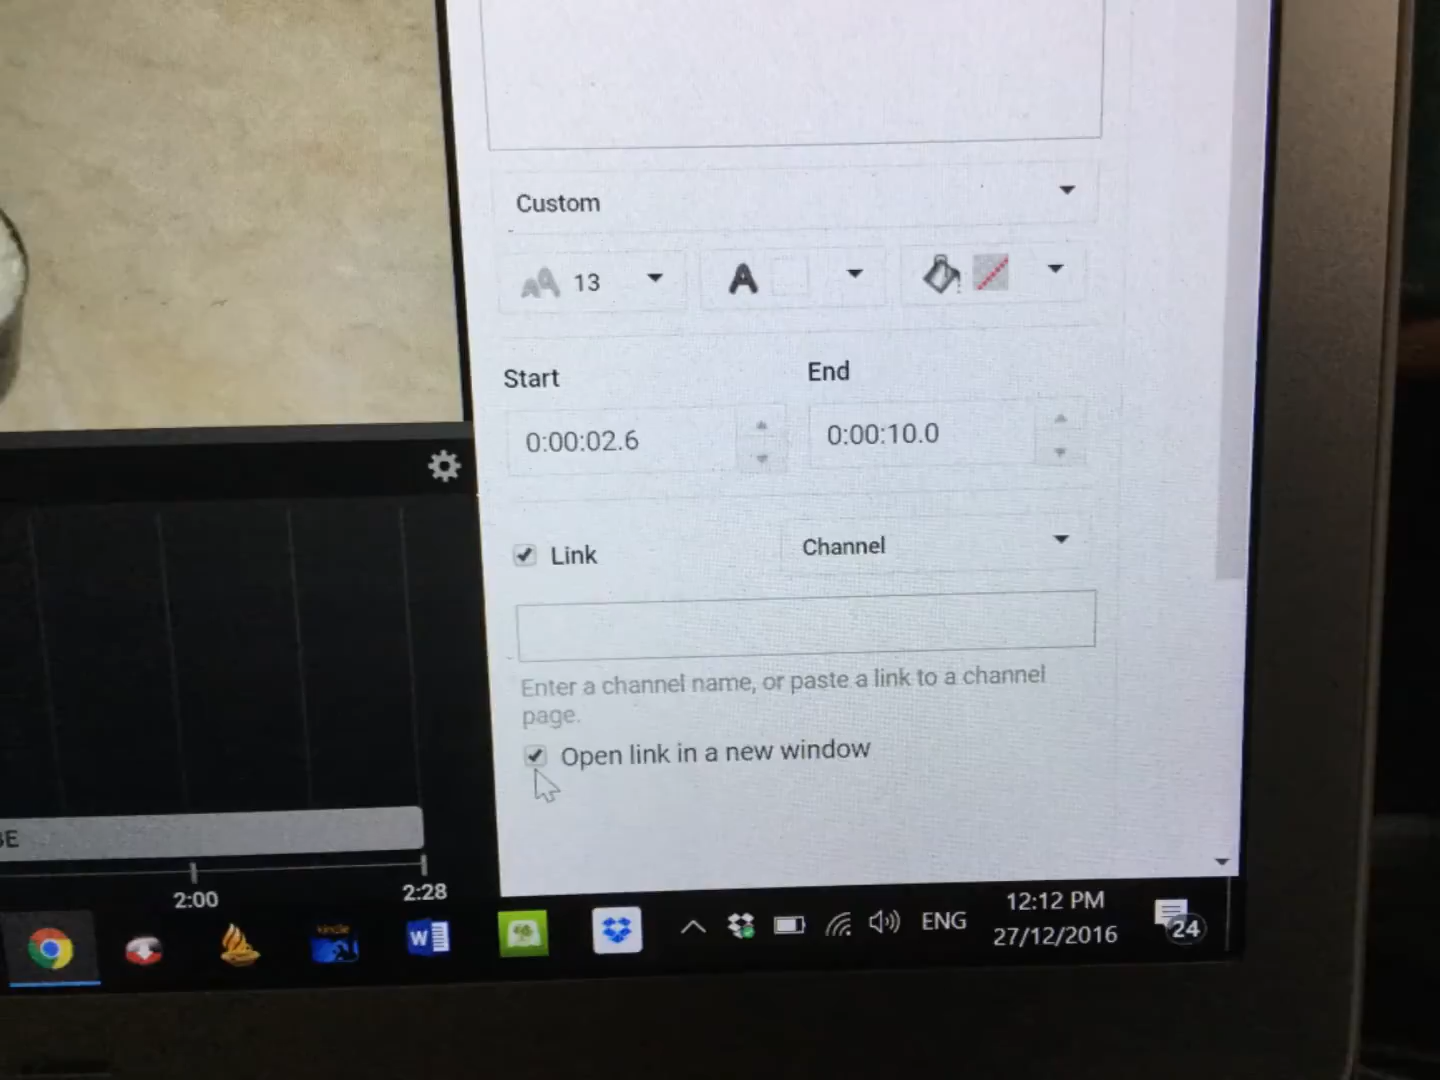 Custom
13
Start
End
0:00:02.6
0:00:10.0
Link
Channel
Enter a channel name, or paste a link to a channel
page.
Open link in a new window
BE
2:00
2:28
kindle
W
ENG
12:12 PM
27/12/2016
24